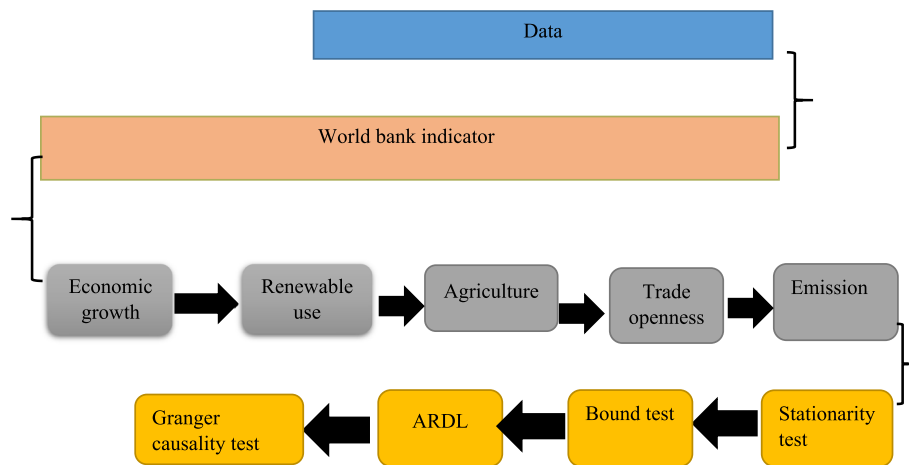 Data
World bank indicator
Economic
growth
Renewable
use
Agriculture
Trade
openness
Emission
Granger
causality test
ARDL
Bound test
Stationarity
test